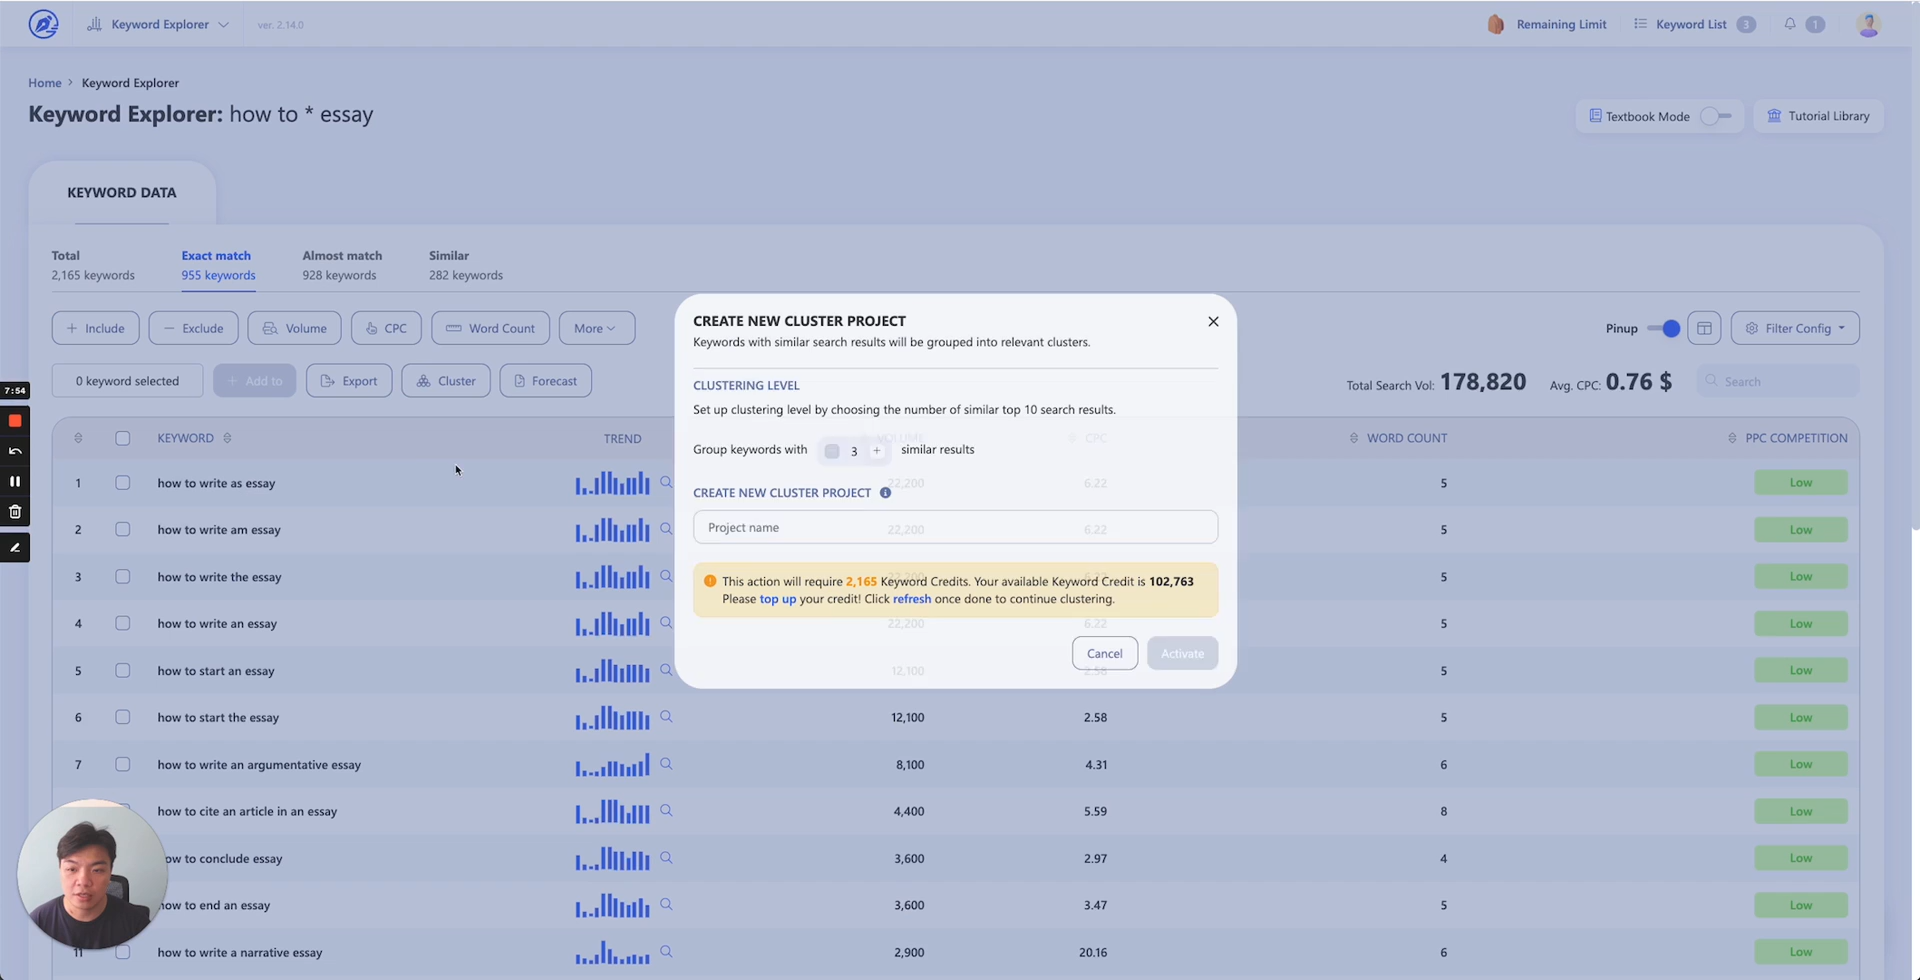 Keyword Explorer
ver. 2.14.0
Remaining Limit
Keyword List 3
1
Home > Keyword Explorer
Keyword Explorer: how to * essay
Textbook Mode
Tutorial Library
KEYWORD DATA
Total
2,165 keywords
Exact match
955 keywords
Almost match
928 keywords
Similar
282 keywords
+ Include
− Exclude
Volume
CPC
Word Count
More
Pinup
Filter Config
0 keyword selected
+ Add to
Export
Cluster
Forecast
Total Search Vol: 178,820
Avg. CPC: 0.76 $
Search
7:54
CREATE NEW CLUSTER PROJECT
Keywords with similar search results will be grouped into relevant clusters.
CLUSTERING LEVEL
Set up clustering level by choosing the number of similar top 10 search results.
Group keywords with 3 + similar results
CREATE NEW CLUSTER PROJECT
Project name
This action will require 2,165 Keyword Credits. Your available Keyword Credit is 102,763
Please top up your credit! Click refresh once done to continue clustering.
Cancel
Activate
KEYWORD TREND VOLUME CPC WORD COUNT PPC COMPETITION
1 how to write as essay 22,200 6.22 5 Low
2 how to write am essay 22,200 6.22 5 Low
3 how to write the essay 5 Low
4 how to write an essay 22,200 6.22 5 Low
5 how to start an essay 12,100 2.58 5 Low
6 how to start the essay 12,100 2.58 5 Low
7 how to write an argumentative essay 8,100 4.31 6 Low
how to cite an article in an essay 4,400 5.59 8 Low
ow to conclude essay 3,600 2.97 4 Low
how to end an essay 3,600 3.47 5 Low
11 how to write a narrative essay 2,900 20.16 6 Low